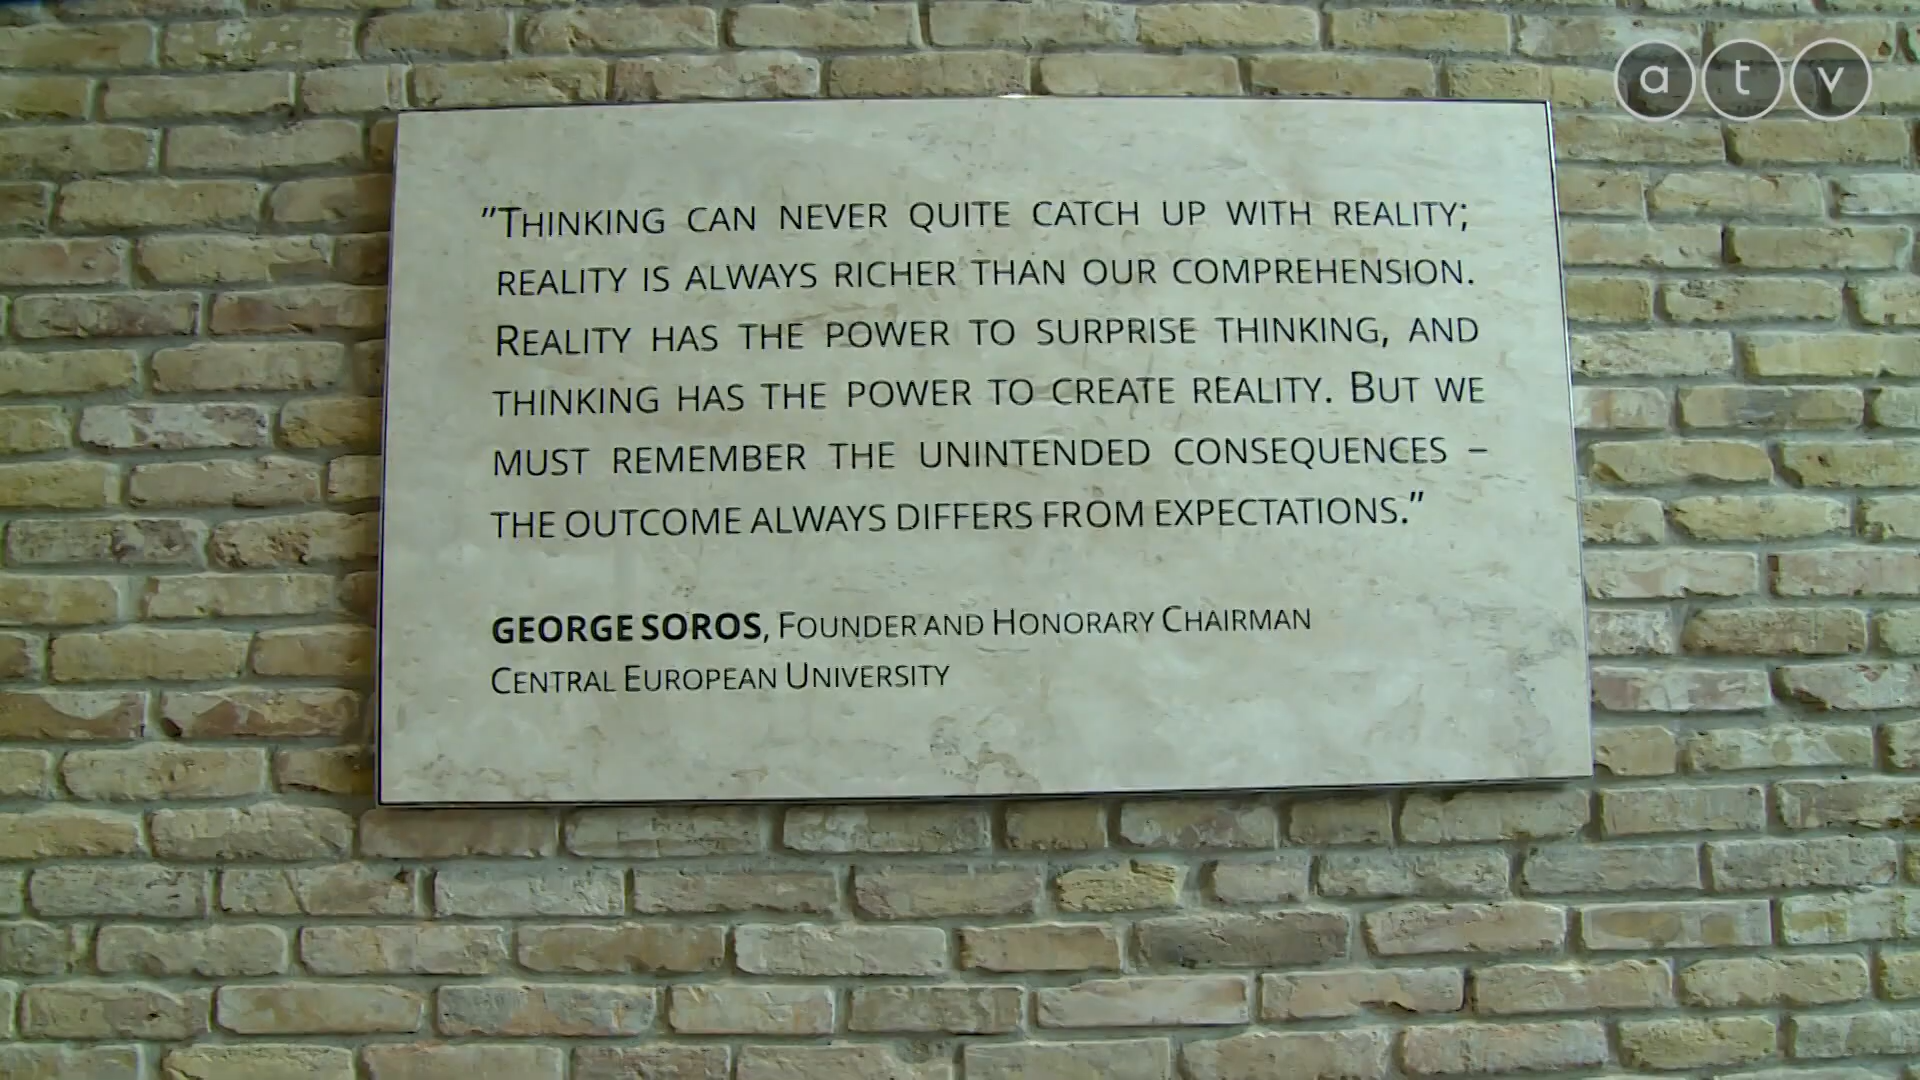 a t v
"THINKING CAN NEVER QUITE CATCH UP WITH REALITY;
REALITY IS ALWAYS RICHER THAN OUR COMPREHENSION.
REALITY HAS THE POWER TO SURPRISE THINKING, AND
THINKING HAS THE POWER TO CREATE REALITY. BUT WE
MUST REMEMBER THE UNINTENDED CONSEQUENCES –
THE OUTCOME ALWAYS DIFFERS FROM EXPECTATIONS."
GEORGE SOROS, FOUNDER AND HONORARY CHAIRMAN
CENTRAL EUROPEAN UNIVERSITY